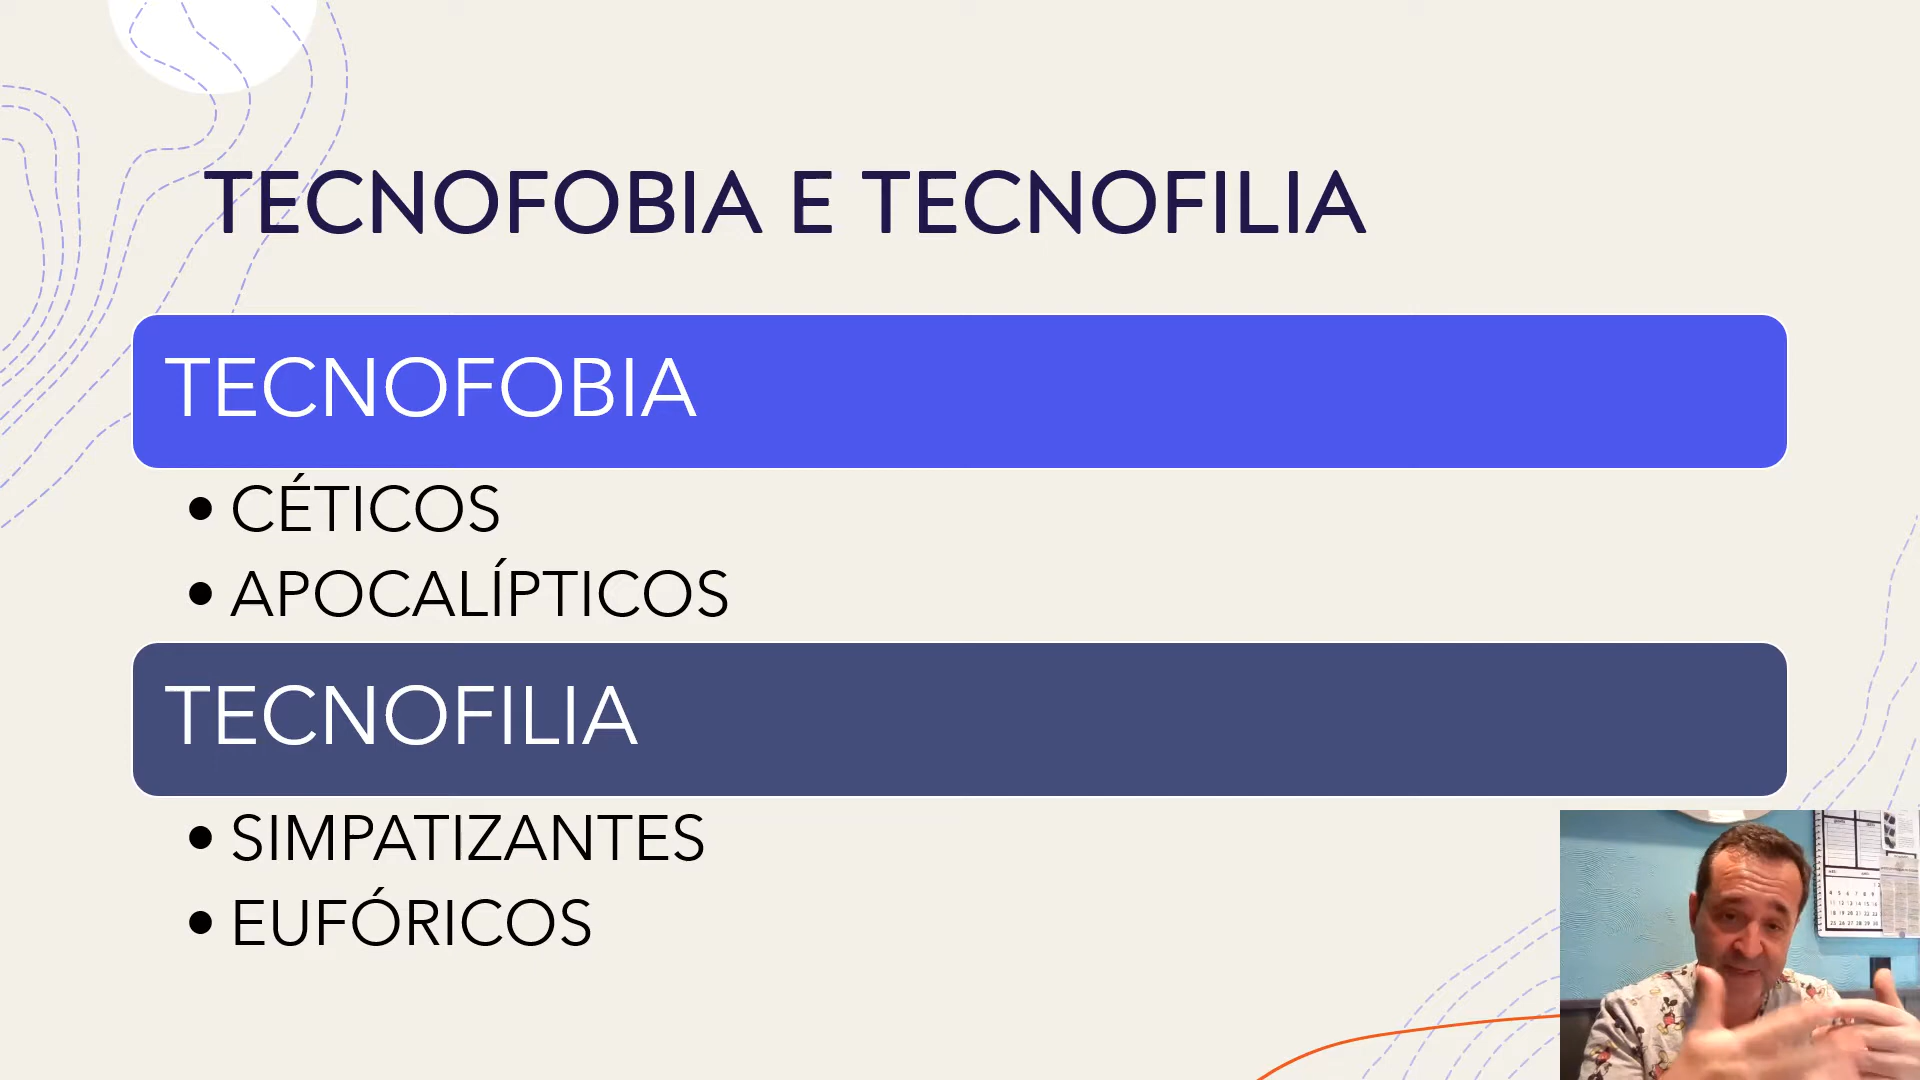 TECNOFOBIA E TECNOFILIA
TECNOFOBIA
• CÉTICOS
• APOCALÍPTICOS
TECNOFILIA
• SIMPATIZANTES
• EUFÓRICOS